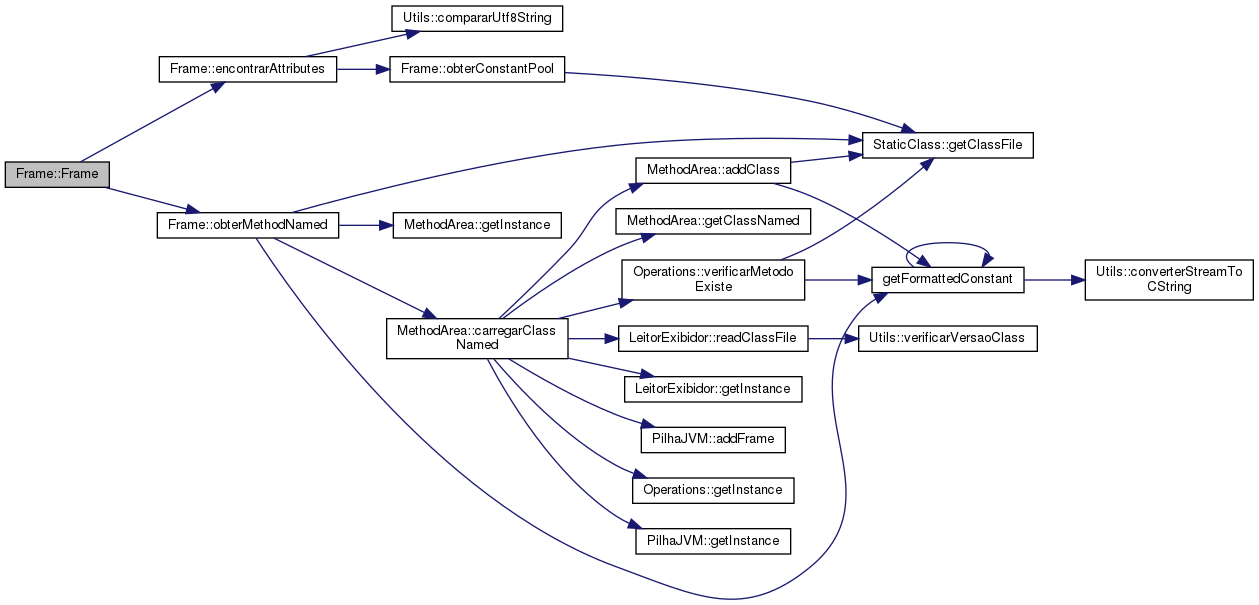 Utils::compararUtf8String
Frame::encontrarAttributes
Frame::obterConstantPool
StaticClass::getClassFile
Frame::Frame
MethodArea::addClass
Frame::obterMethodNamed
MethodArea::getInstance
MethodArea::getClassNamed
Operations::verificarMetodo
Existe
getFormattedConstant
Utils::converterStreamTo
CString
MethodArea::carregarClass
Named
LeitorExibidor::readClassFile
Utils::verificarVersaoClass
LeitorExibidor::getInstance
PilhaJVM::addFrame
Operations::getInstance
PilhaJVM::getInstance